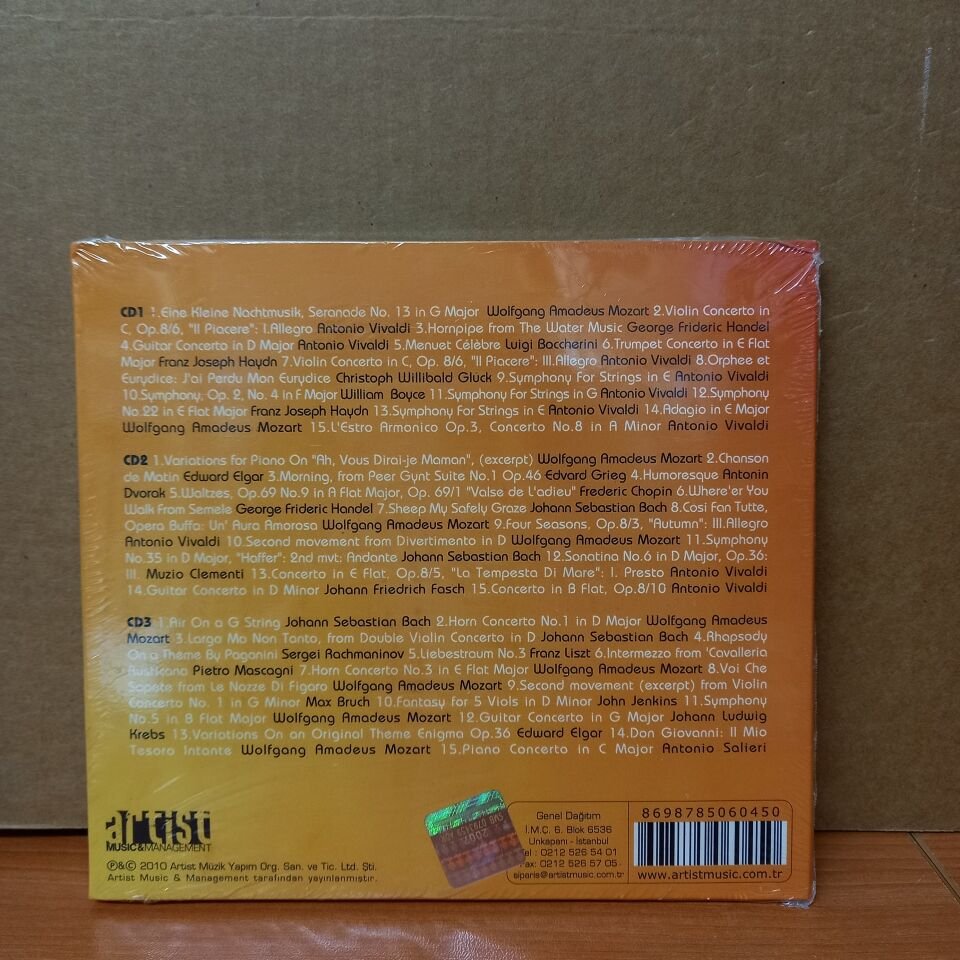 CD1 1.Eine Kleine Nachtmusik, Seranade No. 13 in G Major Wolfgang Amadeus Mozart 2.Violin Concerto in
C, Op.8/6, "Il Piacere": I.Allegro Antonio Vivaldi 3.Hornpipe from The Water Music George Frideric Handel
4.Guitar Concerto in D Major Antonio Vivaldi 5.Menuet Célèbre Luigi Boccherini 6.Trumpet Concerto in E Flat
Major Franz Joseph Haydn 7.Violin Concerto in C, Op. 8/6, "Il Piacere": III.Allegro Antonio Vivaldi 8.Orphee et
Eurydice: J'ai Perdu Mon Eurydice Christoph Willibald Glück 9.Symphony For Strings in E Antonio Vivaldi
10.Symphony, Op. 2, No. 4 in F Major William Boyce 11.Symphony For Strings in G Antonio Vivaldi 12.Symphony
No.22 in E Flat Major Franz Joseph Haydn 13.Symphony For Strings in E Antonio Vivaldi 14.Adagio in E Major
Wolfgang Amadeus Mozart 15.L'Estro Armonico Op.3, Concerto No.8 in A Minor Antonio Vivaldi
CD2 1.Variations for Piano On "Ah, Vous Dirai-je Maman", (excerpt) Wolfgang Amadeus Mozart 2.Chanson
de Matin Edward Elgar 3.Morning, from Peer Gynt Suite No.1 Op.46 Edvard Grieg 4.Humoresque Antonin
Dvorak 5.Waltzes, Op.69 No.9 in A Flat Major, Op. 69/1 "Valse de L'adieu" Frederic Chopin 6.Where'er You
Walk From Semele George Frideric Handel 7.Sheep My Safely Graze Johann Sebastian Bach 8.Cosi Fan Tutte,
Opera Buffa: Un' Aura Amorosa Wolfgang Amadeus Mozart 9.Four Seasons, Op.8/3, "Autumn": III.Allegro
Antonio Vivaldi 10.Second movement from Divertimento in D Wolfgang Amadeus Mozart 11.Symphony
No.35 in D Major, "Haffer": 2nd mvt: Andante Johann Sebastian Bach 12.Sonatina No.6 in D Major, Op.36:
III. Muzio Clementi 13.Concerto in E Flat, Op.8/5, "La Tempesta Di Mare": I. Presto Antonio Vivaldi
14.Guitar Concerto in D Minor Johann Friedrich Fasch 15.Concerto in B Flat, Op.8/10 Antonio Vivaldi
CD3 1.Air On a G String Johann Sebastian Bach 2.Horn Concerto No.1 in D Major Wolfgang Amadeus
Mozart 3.Largo Ma Non Tanto, from Double Violin Concerto in D Johann Sebastian Bach 4.Rhapsody
On a Theme By Paganini Sergei Rachmaninov 5.Liebestraum No.3 Franz Liszt 6.Intermezzo from 'Cavalleria
Rusticana Pietro Mascagni 7.Horn Concerto No.3 in E Flat Major Wolfgang Amadeus Mozart 8.Voi Che
Sapete from Le Nozze Di Figaro Wolfgang Amadeus Mozart 9.Second movement (excerpt) from Violin
Concerto No. 1 in G Minor Max Bruch 10.Fantasy for 5 Viols in D Minor John Jenkins 11.Symphony
No.5 in B Flat Major Wolfgang Amadeus Mozart 12.Guitar Concerto in G Major Johann Ludwig
Krebs 13.Variations On an Original Theme Enigma Op.36 Edward Elgar 14.Don Giovanni: Il Mio
Tesoro Intante Wolfgang Amadeus Mozart 15.Piano Concerto in C Major Antonio Salieri
artist
MUSIC&MANAGEMENT
℗&© 2010 Artist Müzik Yapım Org. San. ve Tic. Ltd. Şti.
Artist Music & Management tarafından yayınlanmıştır.
Genel Dağıtım
İ.M.Ç. 6. Blok 6536
Unkapanı - İstanbul
Tel : 0212 526 54 01
Fax: 0212 526 57 05
siparis@artistmusic.com.tr
8698785060450
www.artistmusic.com.tr